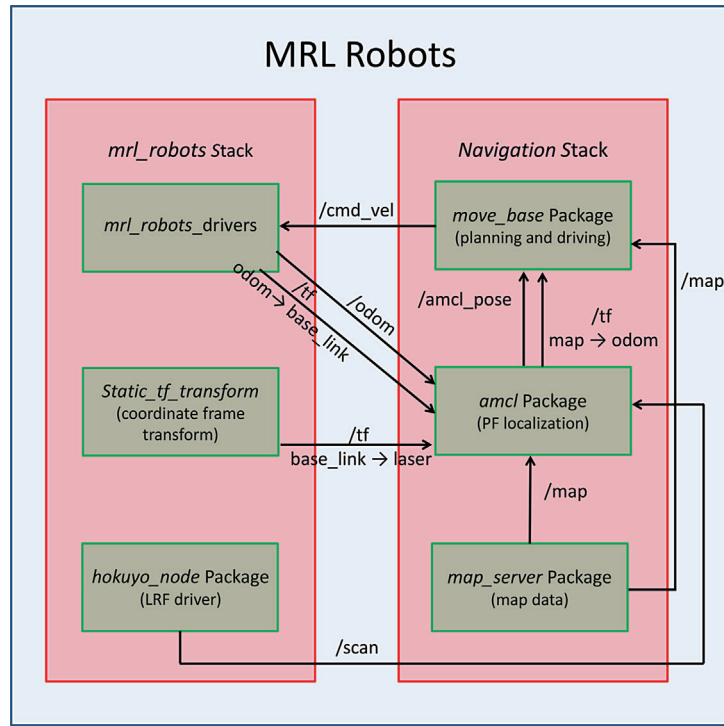 MRL Robots
mrl_robots Stack
mrl_robots_drivers
Static_tf_transform
(coordinate frame
transform)
hokuyo_node Package
(LRF driver)
/cmd_vel
/odom
/tf
odom→ base_link
/tf
base_link → laser
/scan
Navigation Stack
move_base Package
(planning and driving)
/amcl_pose
/tf
map → odom
/map
amcl Package
(PF localization)
/map
map_server Package
(map data)